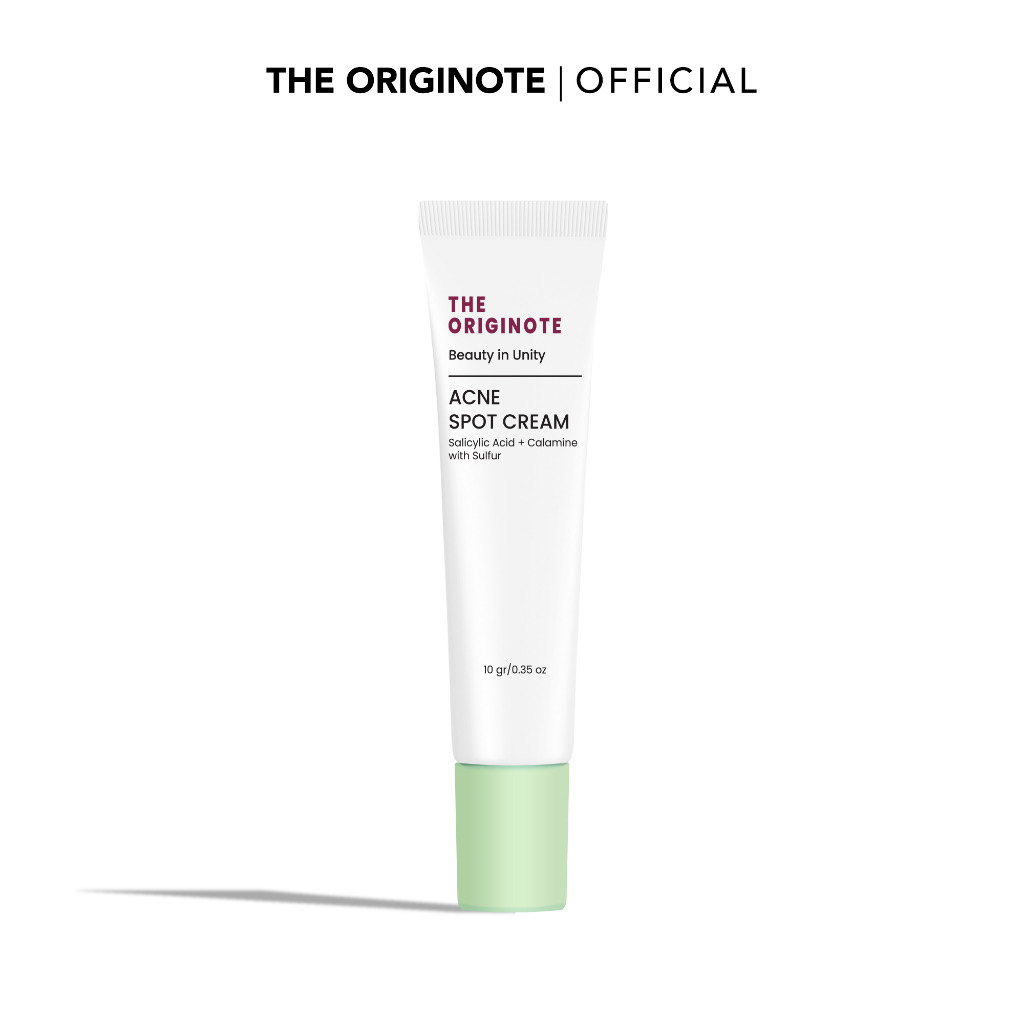 THE ORIGINOTE | OFFICIAL
THE
ORIGINOTE
Beauty in Unity
ACNE
SPOT CREAM
Salicylic Acid + Calamine
with Sulfur
10 gr/0.35 oz